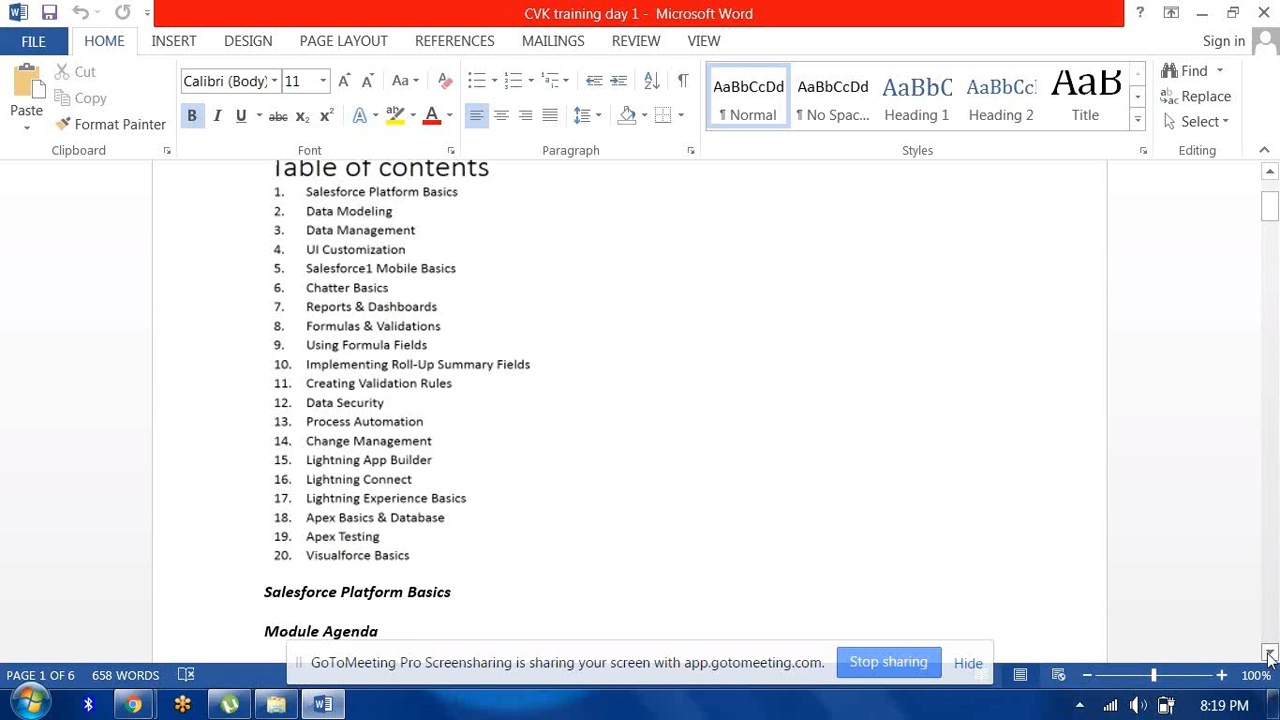 CVK training day 1 - Microsoft Word
FILE
HOME
INSERT
DESIGN
PAGE LAYOUT
REFERENCES
MAILINGS
REVIEW
VIEW
Sign in
Paste
Cut
Copy
Format Painter
Clipboard
Calibri (Body)
11
Font
Paragraph
AaBbCcDd
¶ Normal
AaBbCcDd
¶ No Spac...
AaBbC
Heading 1
AaBbCc
Heading 2
AaB
Title
Styles
Find
Replace
Select
Editing
Table of contents
1. Salesforce Platform Basics
2. Data Modeling
3. Data Management
4. UI Customization
5. Salesforce1 Mobile Basics
6. Chatter Basics
7. Reports & Dashboards
8. Formulas & Validations
9. Using Formula Fields
10. Implementing Roll-Up Summary Fields
11. Creating Validation Rules
12. Data Security
13. Process Automation
14. Change Management
15. Lightning App Builder
16. Lightning Connect
17. Lightning Experience Basics
18. Apex Basics & Database
19. Apex Testing
20. Visualforce Basics
Salesforce Platform Basics
Module Agenda
GoToMeeting Pro Screensharing is sharing your screen with app.gotomeeting.com.
Stop sharing
Hide
PAGE 1 OF 6
658 WORDS
100%
8:19 PM